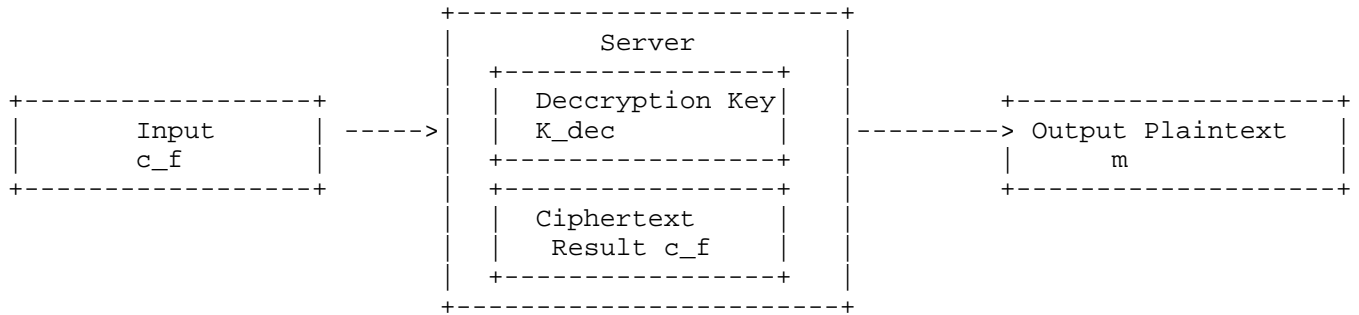 Server
Deccryption Key
K_dec
Input
c_f
Output Plaintext
m
Ciphertext
Result c_f